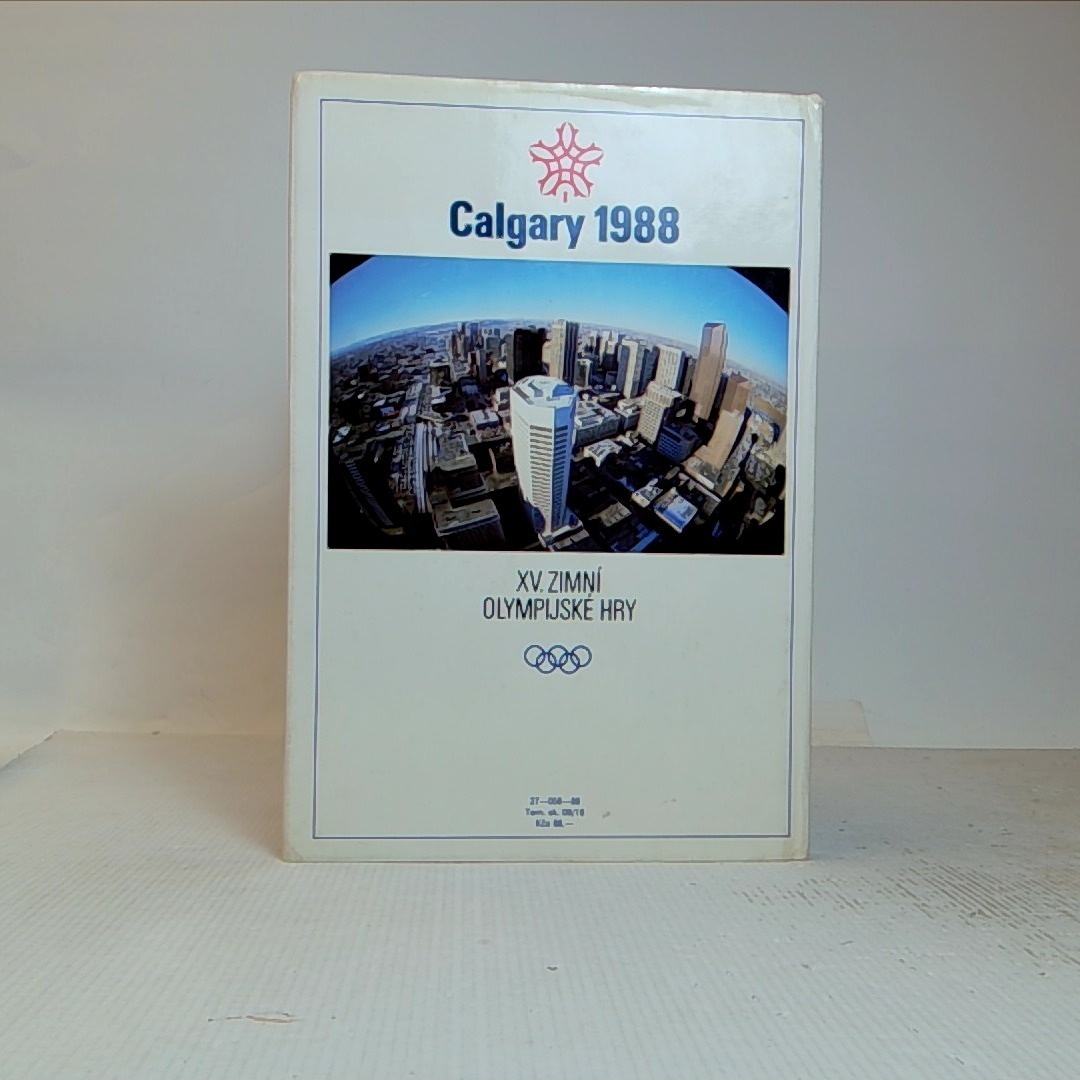 Calgary 1988
XV. ZIMNÍ
OLYMPIJSKÉ HRY